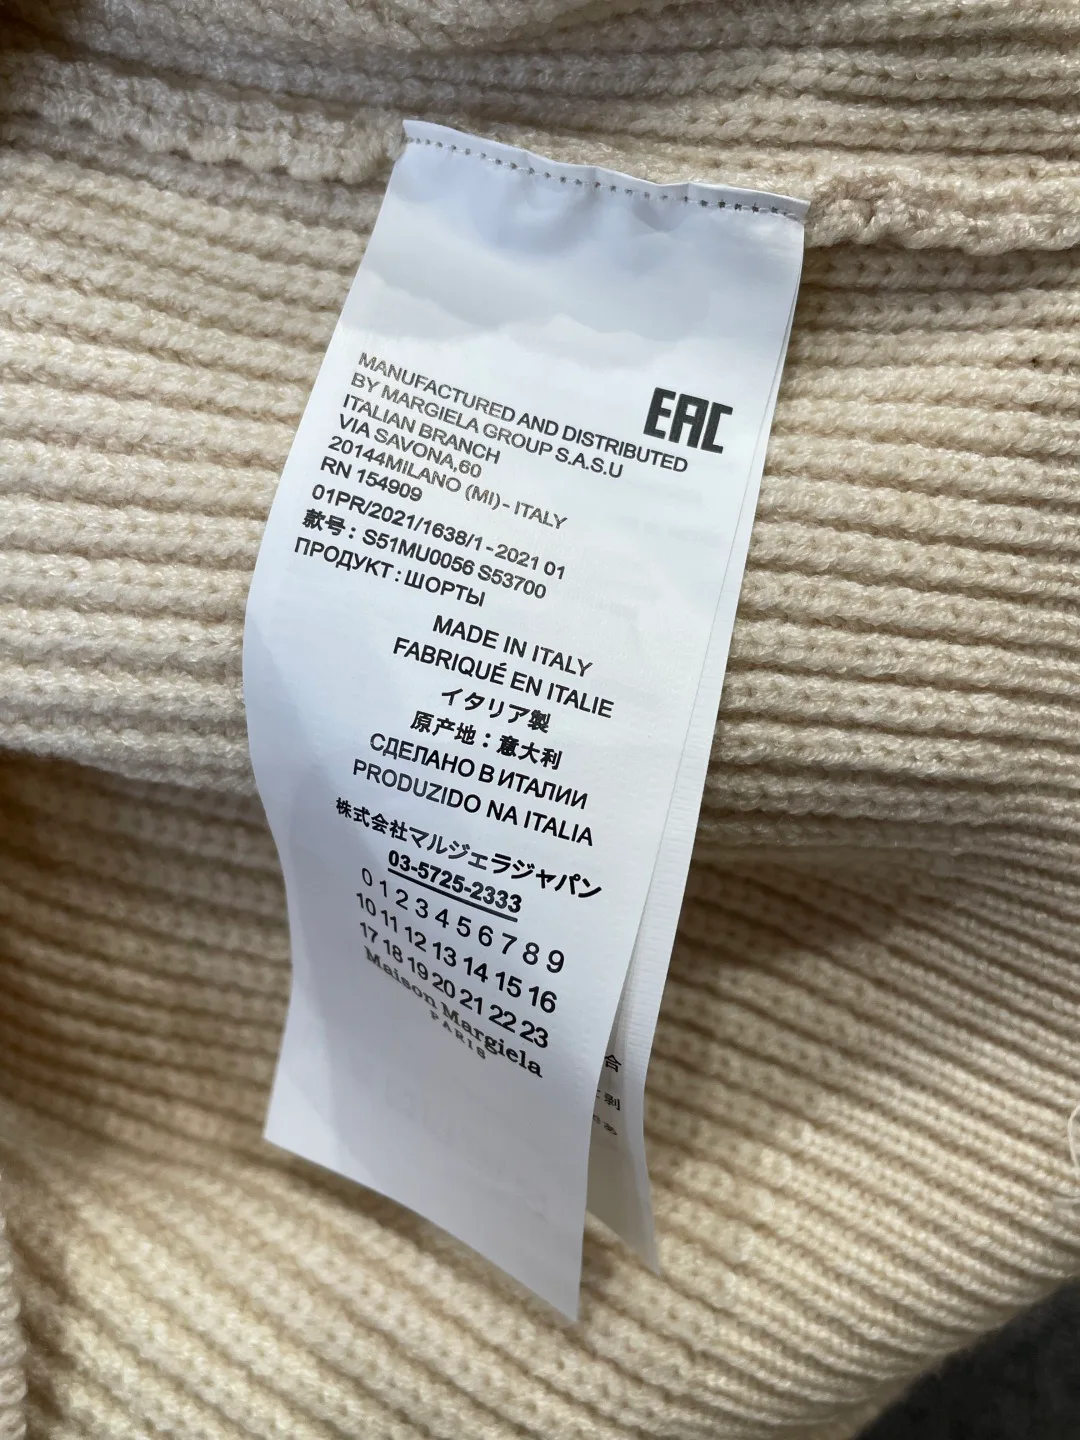 EAC
MANUFACTURED AND DISTRIBUTED
BY MARGIELA GROUP S.A.S.U
ITALIAN BRANCH
VIA SAVONA,60
20144MILANO (MI) - ITALY
RN 154909
01PR/2021/1638/1 - 2021 01
款号 : S51MU0056 S53700
ПРОДУКТ : ШОРТЫ
MADE IN ITALY
FABRIQUÉ EN ITALIE
イタリア製
原产地 : 意大利
СДЕЛАНО В ИТАЛИИ
PRODUZIDO NA ITALIA
株式会社マルジェラジャパン
03-5725-2333
0 1 2 3 4 5 6 7 8 9
10 11 12 13 14 15 16
17 18 19 20 21 22 23
Maison Margiela
PARIS
合
剥